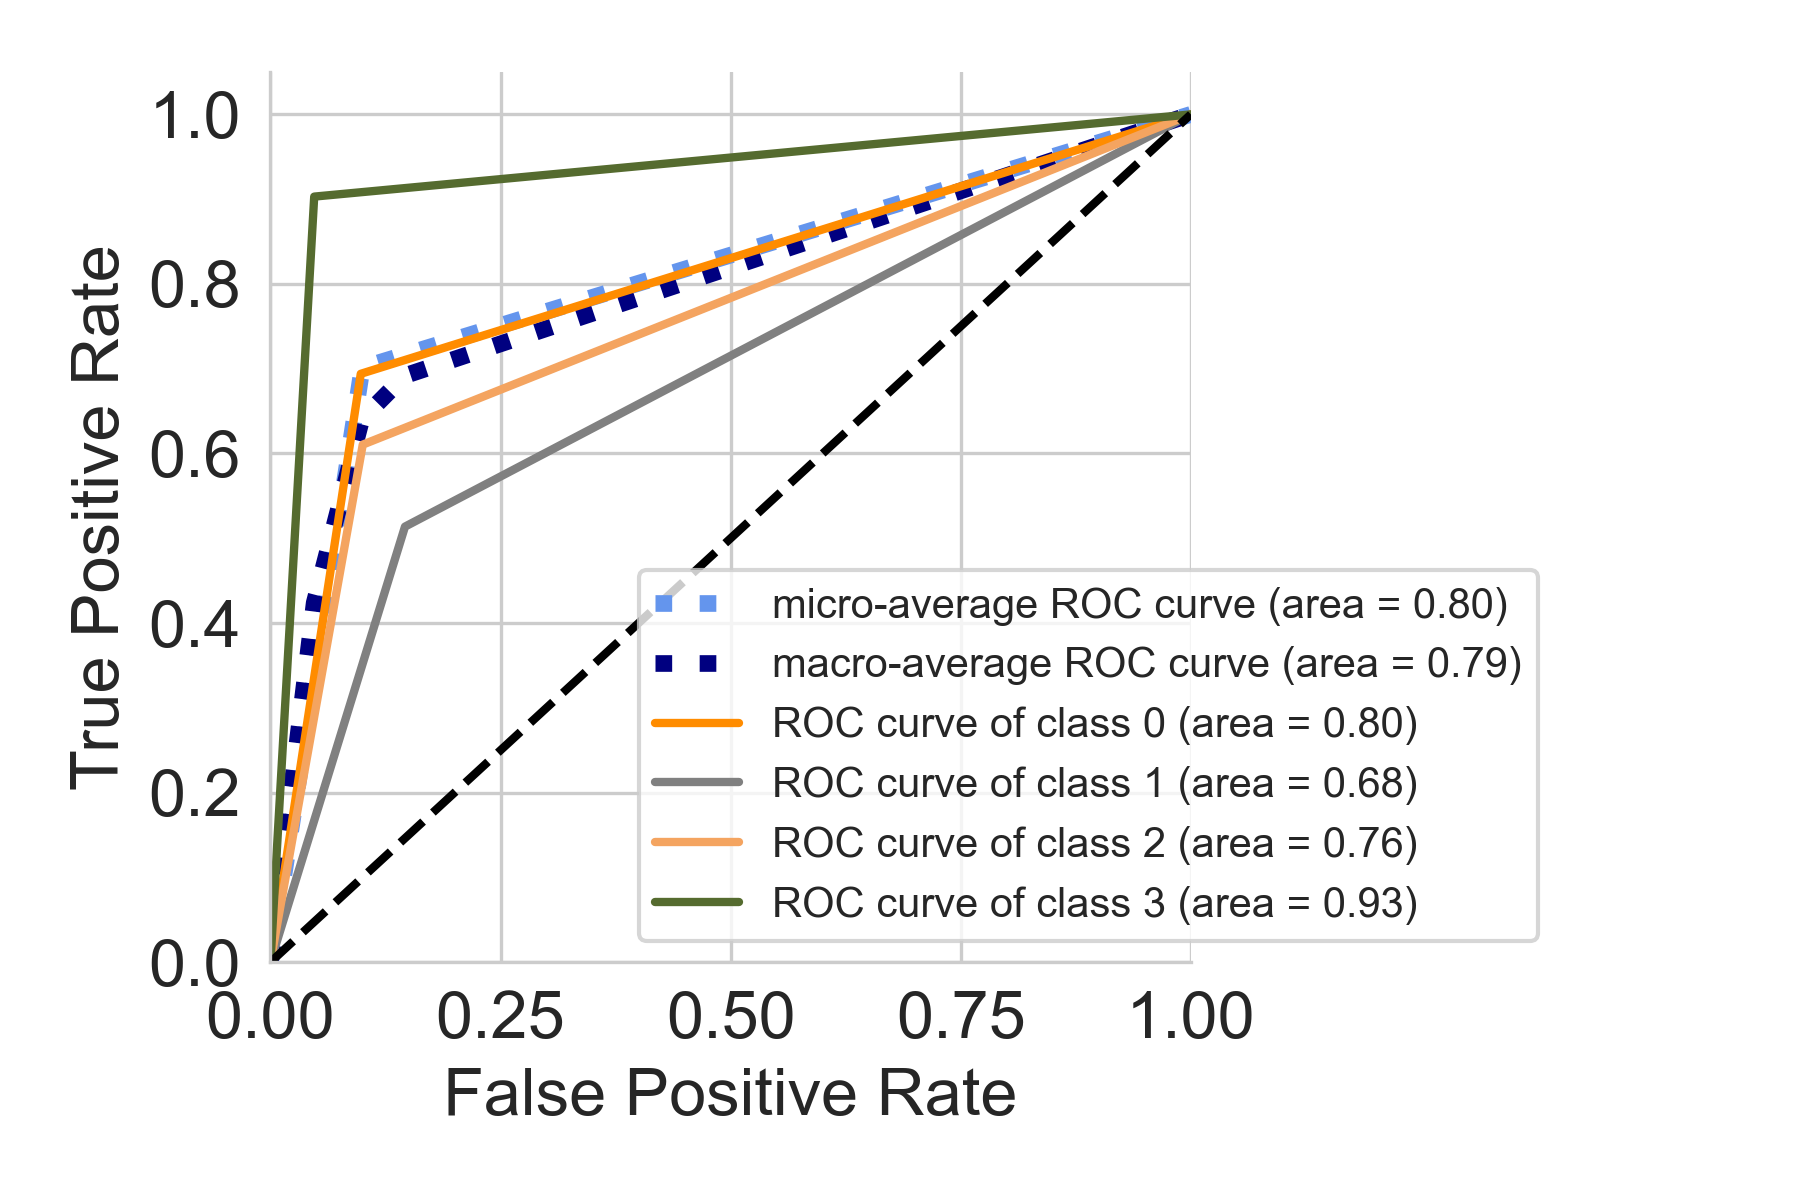 True Positive Rate
1.0
0.8
0.6
0.4
0.2
0.0
micro-average ROC curve (area = 0.80)
macro-average ROC curve (area = 0.79)
ROC curve of class 0 (area = 0.80)
ROC curve of class 1 (area = 0.68)
ROC curve of class 2 (area = 0.76)
ROC curve of class 3 (area = 0.93)
0.00 0.25 0.50 0.75 1.00
False Positive Rate